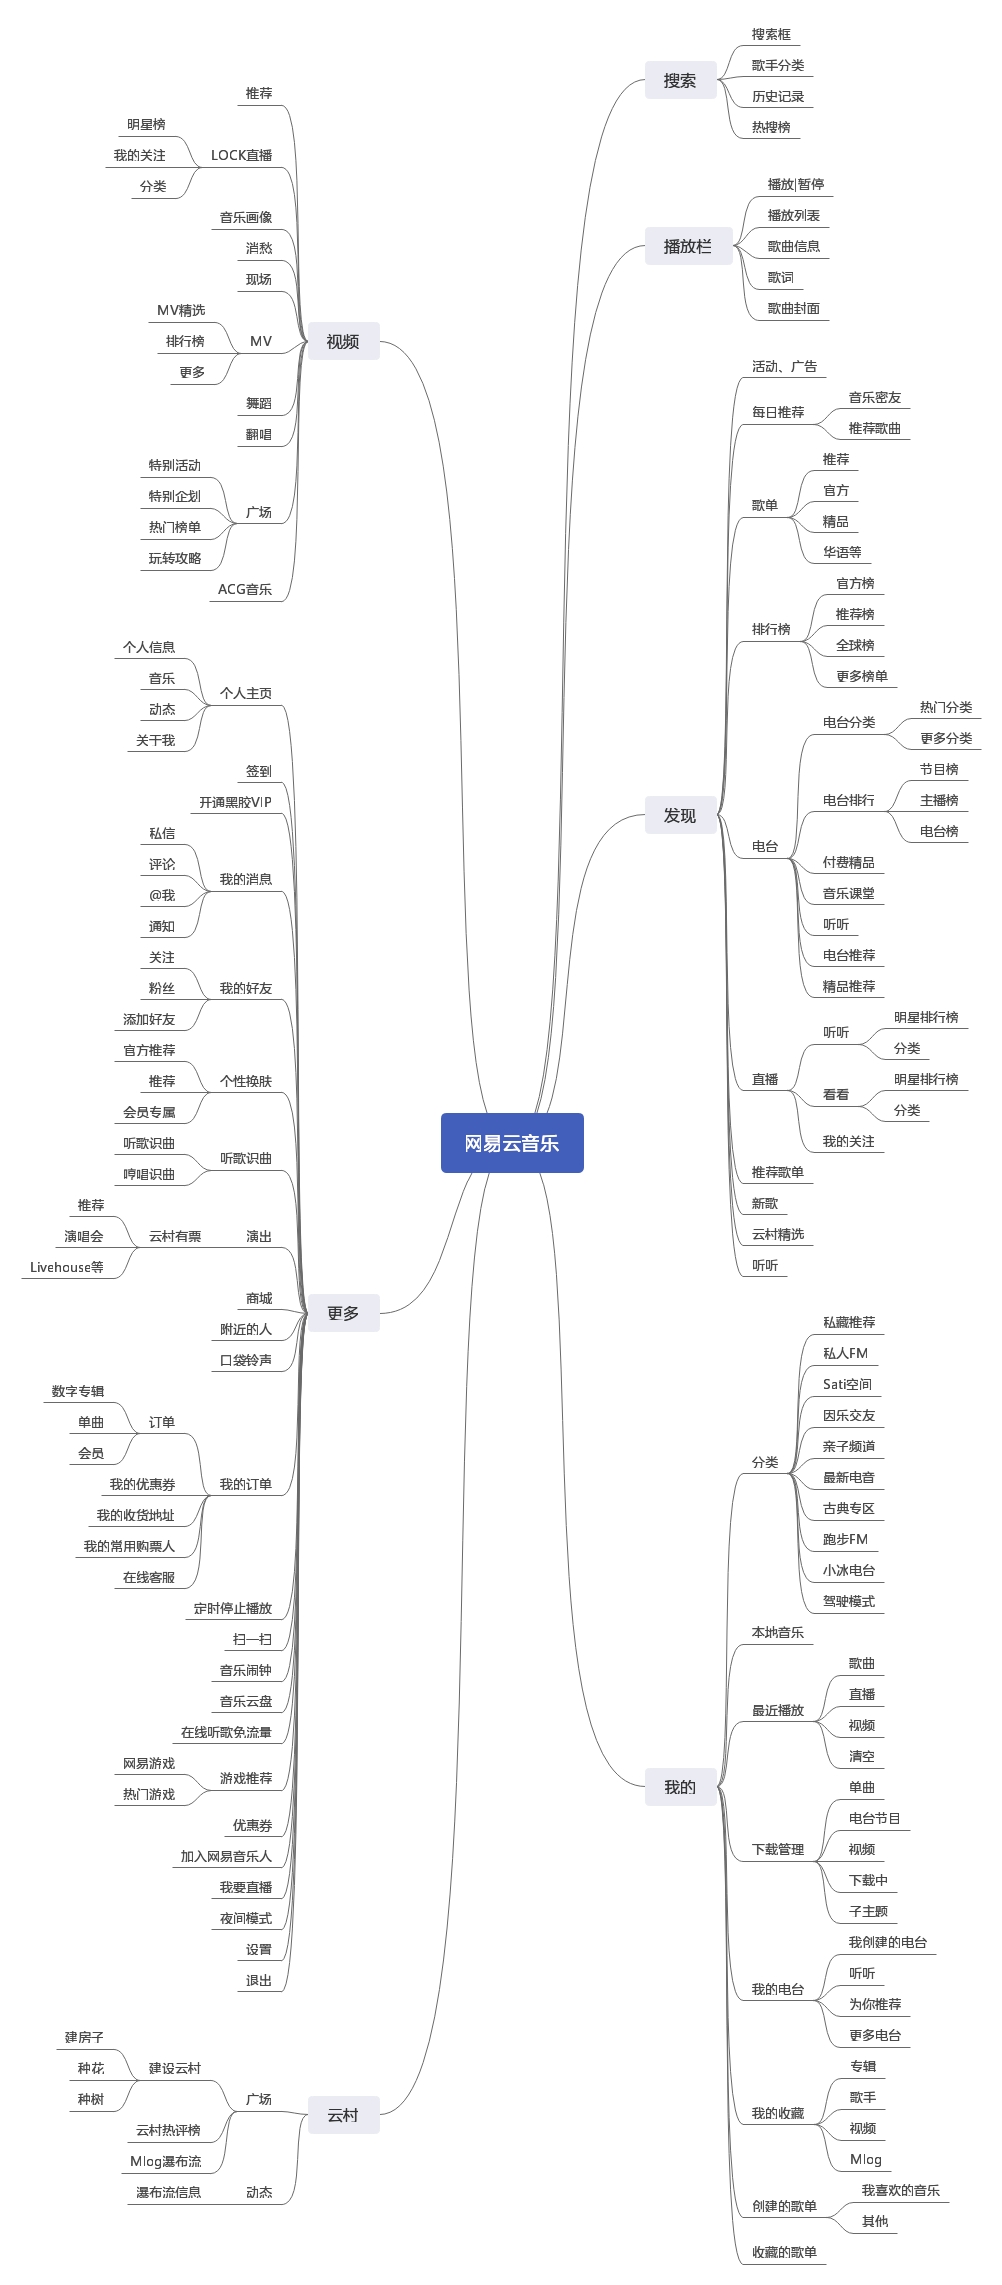 网易云音乐
搜索
搜索框
歌手分类
历史记录
热搜榜
播放栏
播放|暂停
播放列表
歌曲信息
歌词
歌曲封面
发现
活动、广告
每日推荐
音乐密友
推荐歌曲
歌单
推荐
官方
精品
华语等
排行榜
官方榜
推荐榜
全球榜
更多榜单
电台
电台分类
热门分类
更多分类
电台排行
节目榜
主播榜
电台榜
付费精品
音乐课堂
听听
电台推荐
精品推荐
直播
听听
明星排行榜
分类
看看
明星排行榜
分类
我的关注
推荐歌单
新歌
云村精选
听听
我的
分类
私藏推荐
私人FM
Sati空间
因乐交友
亲子频道
最新电音
古典专区
跑步FM
小冰电台
驾驶模式
本地音乐
最近播放
歌曲
直播
视频
清空
下载管理
单曲
电台节目
视频
下载中
子主题
我的电台
我创建的电台
听听
为你推荐
更多电台
我的收藏
专辑
歌手
视频
Mlog
创建的歌单
我喜欢的音乐
其他
收藏的歌单
视频
推荐
LOCK直播
明星榜
我的关注
分类
音乐画像
消愁
现场
MV
MV精选
排行榜
更多
舞蹈
翻唱
广场
特别活动
特别企划
热门榜单
玩转攻略
ACG音乐
更多
个人主页
个人信息
音乐
动态
关于我
签到
开通黑胶VIP
我的消息
私信
评论
@我
通知
我的好友
关注
粉丝
添加好友
个性换肤
官方推荐
推荐
会员专属
听歌识曲
听歌识曲
哼唱识曲
演出
云村有票
推荐
演唱会
Livehouse等
商城
附近的人
口袋铃声
我的订单
订单
数字专辑
单曲
会员
我的优惠券
我的收货地址
我的常用购票人
在线客服
定时停止播放
扫一扫
音乐闹钟
音乐云盘
在线听歌免流量
游戏推荐
网易游戏
热门游戏
优惠券
加入网易音乐人
我要直播
夜间模式
设置
退出
云村
广场
建设云村
建房子
种花
种树
云村热评榜
Mlog瀑布流
动态
瀑布流信息